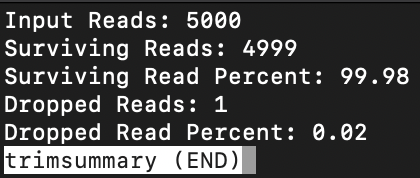 Input Reads: 5000
Surviving Reads: 4999
Surviving Read Percent: 99.98
Dropped Reads: 1
Dropped Read Percent: 0.02
trimsummary (END)